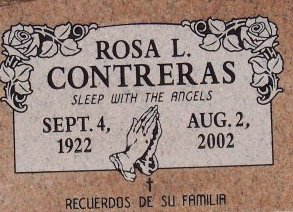 ROSA L.
CONTRERAS
SLEEP WITH THE ANGELS
SEPT. 4, AUG. 2,
1922 2002
RECUERDOS DE SU FAMILIA